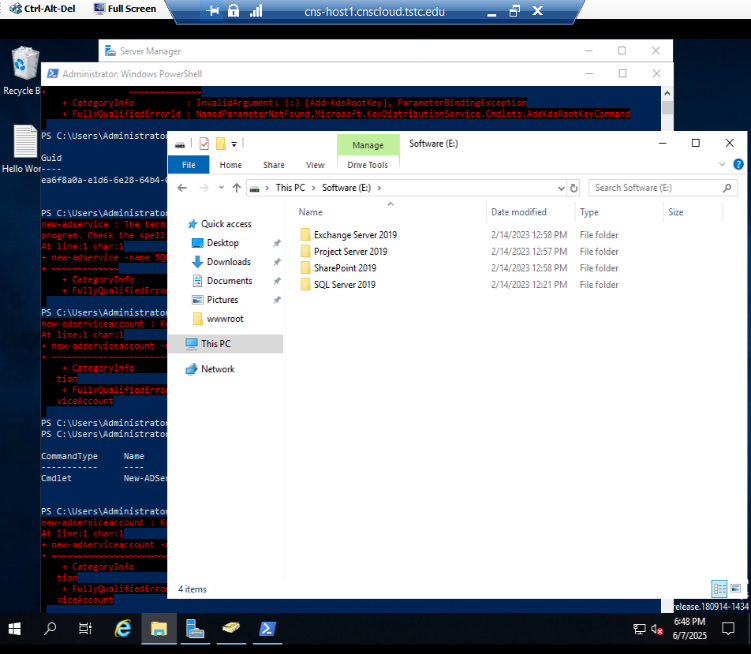 Ctrl-Alt-Del Full Screen cns-host1.cnscloud.tstc.edu
Server Manager
Administrator: Windows PowerShell
Recycle B
Hello Wor
+ ~~~~~~~~~~~~~
+ CategoryInfo : InvalidArgument: (:) [Add-KdsRootKey], ParameterBindingException
+ FullyQualifiedErrorId : NamedParameterNotFound,Microsoft.KeyDistributionService.Cmdlets.AddKdsRootKeyCommand
PS C:\Users\Administrator
Guid
----
ea6f8a0a-e1d6-6e28-64b4-
PS C:\Users\Administrator
new-adservice : The term
program. Check the spell
At line:1 char:1
+ new-adservice -name SQ
+ ~~~~~~~~~~~~~
+ CategoryInfo
+ FullyQualifiedError
PS C:\Users\Administrator
new-adserviceaccount : K
At line:1 char:1
+ new-adserviceaccount -
+ ~~~~~~~~~~~~~~~~~~~~~~
+ CategoryInfo
tion
+ FullyQualifiedError
viceAccount
PS C:\Users\Administrator
PS C:\Users\Administrator
CommandType Name
----------- ----
Cmdlet New-ADSer
PS C:\Users\Administrator
new-adserviceaccount : K
At line:1 char:1
+ new-adserviceaccount -
+ ~~~~~~~~~~~~~~~~~~~~~~
+ CategoryInfo
tion
+ FullyQualifiedError
viceAccount
Manage Software (E:)
File Home Share View Drive Tools
This PC Software (E:) Search Software (E:)
Name Date modified Type Size
Quick access
Desktop
Downloads
Documents
Pictures
wwwroot
This PC
Network
Exchange Server 2019 2/14/2023 12:58 PM File folder
Project Server 2019 2/14/2023 12:57 PM File folder
SharePoint 2019 2/14/2023 12:58 PM File folder
SQL Server 2019 2/14/2023 12:21 PM File folder
4 items
release.180914-1434
6:48 PM
6/7/2025